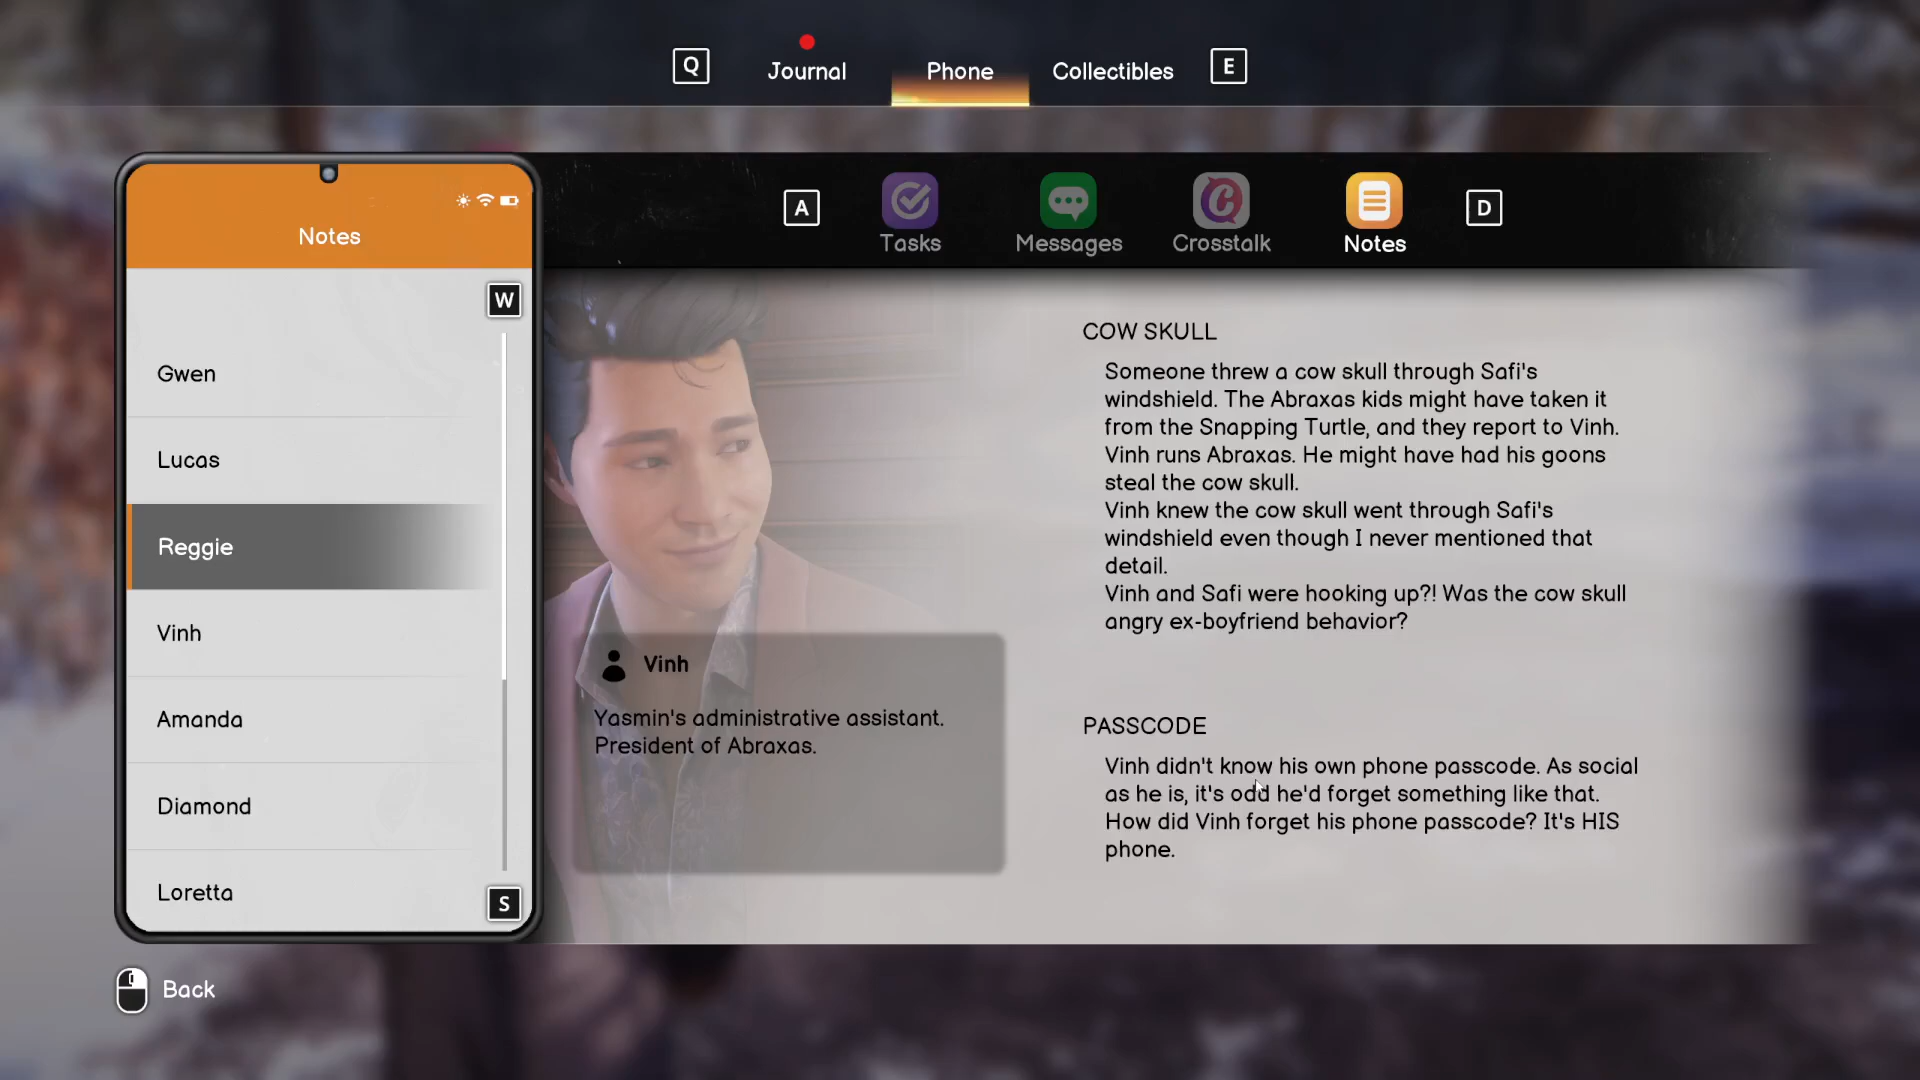 Q
Journal
Phone
Collectibles
E
Notes
A
Tasks
Messages
Crosstalk
Notes
D
W
Gwen
Lucas
Reggie
Vinh
Amanda
Diamond
Loretta
S
Vinh
Yasmin's administrative assistant.
President of Abraxas.
COW SKULL
Someone threw a cow skull through Safi's
windshield. The Abraxas kids might have taken it
from the Snapping Turtle, and they report to Vinh.
Vinh runs Abraxas. He might have had his goons
steal the cow skull.
Vinh knew the cow skull went through Safi's
windshield even though I never mentioned that
detail.
Vinh and Safi were hooking up?! Was the cow skull
angry ex-boyfriend behavior?
PASSCODE
Vinh didn't know his own phone passcode. As social
as he is, it's odd he'd forget something like that.
How did Vinh forget his phone passcode? It's HIS
phone.
Back